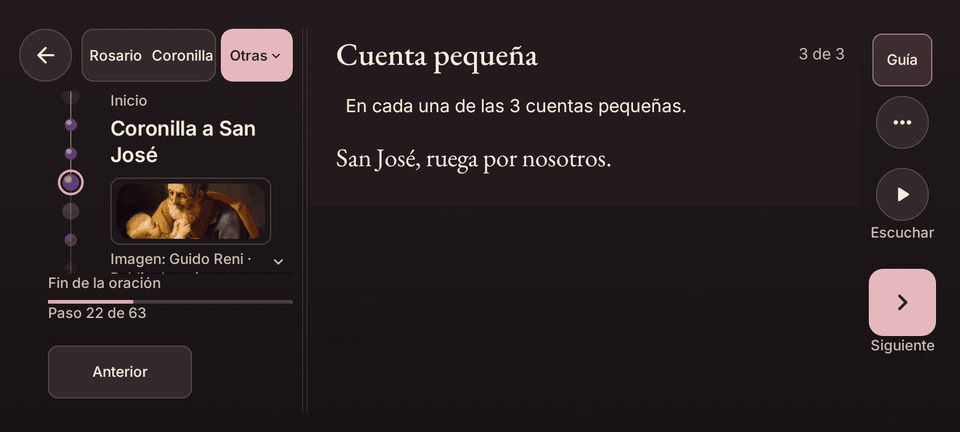 Rosario Coronilla Otras
Inicio
Coronilla a San
José
Imagen: Guido Reni ·
Fin de la oración
Paso 22 de 63
Anterior
Cuenta pequeña
3 de 3
En cada una de las 3 cuentas pequeñas.
San José, ruega por nosotros.
Guía
Escuchar
Siguiente